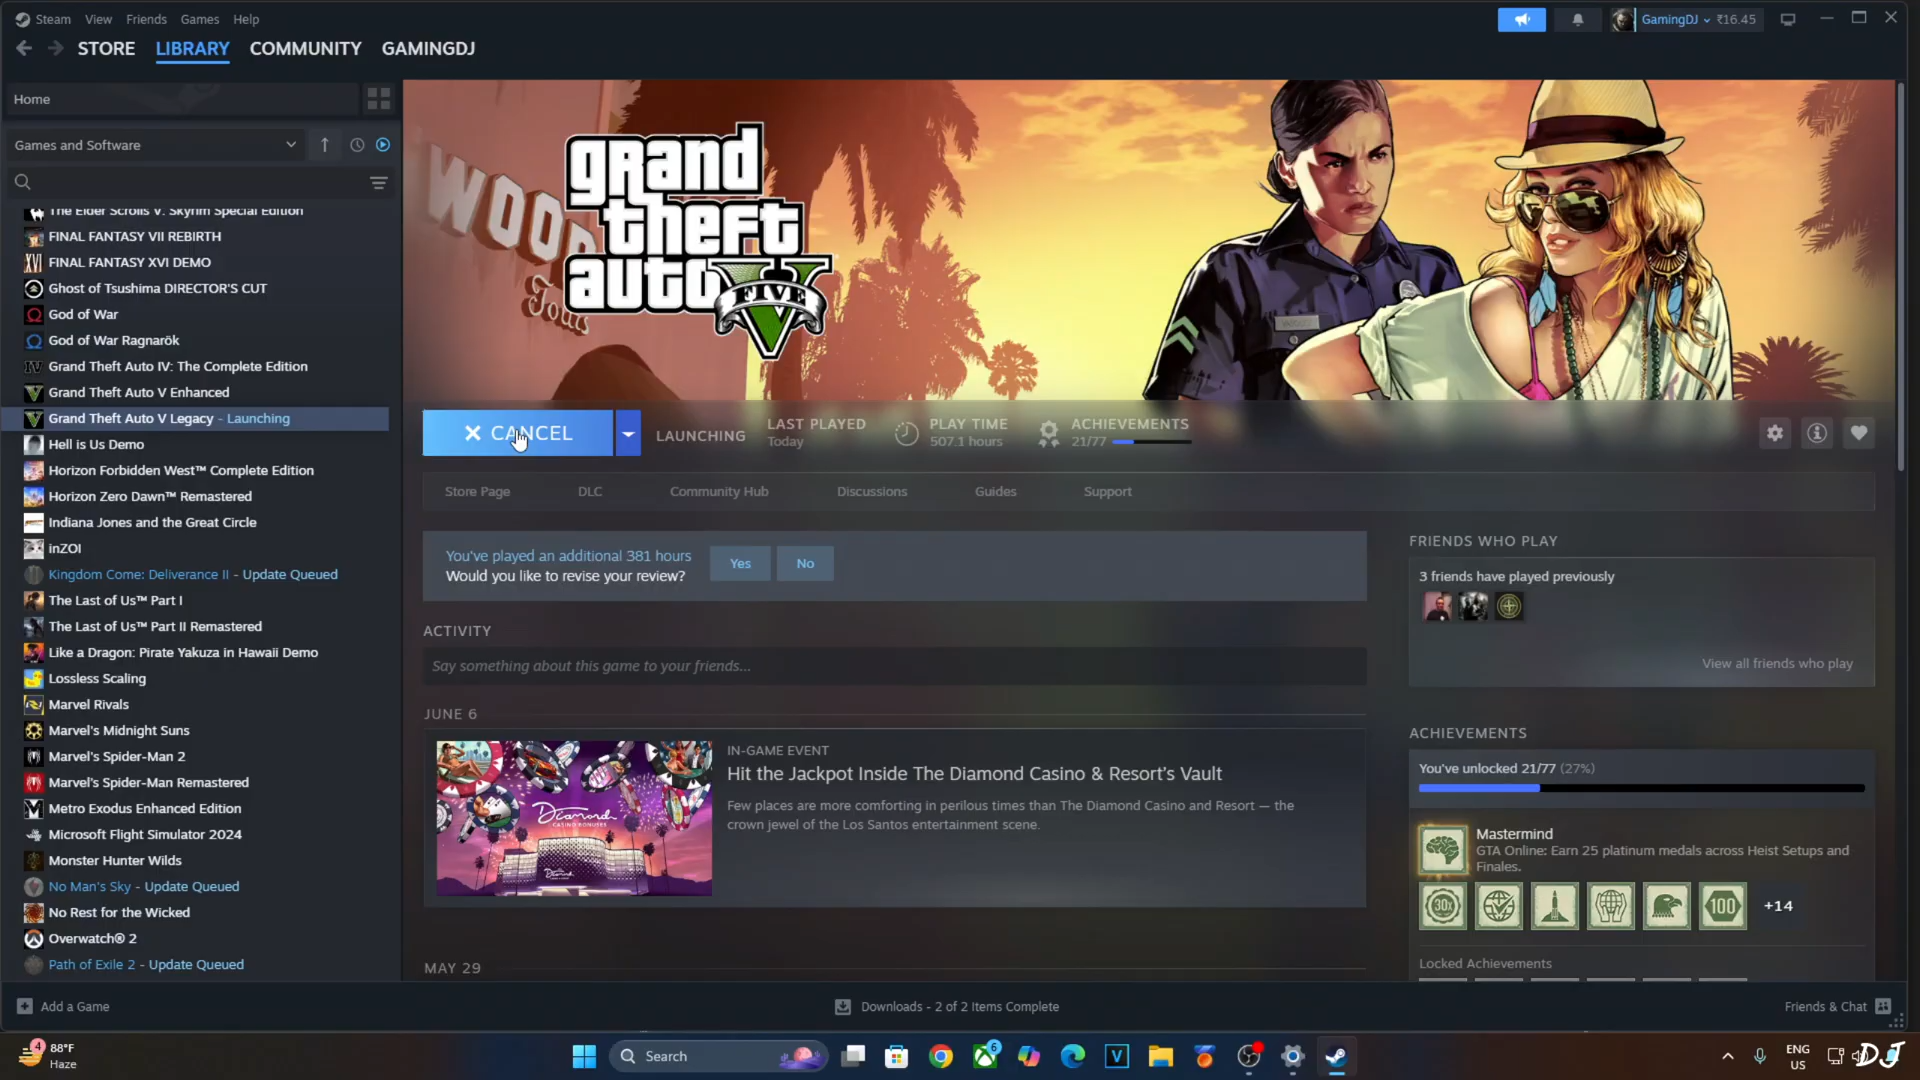 Steam View Friends Games Help
GamingDJ ₹16.45
STORE LIBRARY COMMUNITY GAMINGDJ
Home
Games and Software
The Elder Scrolls V: Skyrim Special Edition
FINAL FANTASY VII REBIRTH
FINAL FANTASY XVI DEMO
Ghost of Tsushima DIRECTOR'S CUT
God of War
God of War Ragnarök
Grand Theft Auto IV: The Complete Edition
Grand Theft Auto V Enhanced
Grand Theft Auto V Legacy - Launching
Hell is Us Demo
Horizon Forbidden West™ Complete Edition
Horizon Zero Dawn™ Remastered
Indiana Jones and the Great Circle
inZOI
Kingdom Come: Deliverance II - Update Queued
The Last of Us™ Part I
The Last of Us™ Part II Remastered
Like a Dragon: Pirate Yakuza in Hawaii Demo
Lossless Scaling
Marvel Rivals
Marvel's Midnight Suns
Marvel's Spider-Man 2
Marvel's Spider-Man Remastered
Metro Exodus Enhanced Edition
Microsoft Flight Simulator 2024
Monster Hunter Wilds
No Man's Sky - Update Queued
No Rest for the Wicked
Overwatch® 2
Path of Exile 2 - Update Queued
grand
theft
auto
FIVE
CANCEL
LAUNCHING
LAST PLAYED
Today
PLAY TIME
507.1 hours
ACHIEVEMENTS
21/77
Store Page DLC Community Hub Discussions Guides Support
You've played an additional 381 hours
Would you like to revise your review?
Yes No
ACTIVITY
Say something about this game to your friends...
JUNE 6
Diamond
CASINO BONUSES
IN-GAME EVENT
Hit the Jackpot Inside The Diamond Casino & Resort's Vault
Few places are more comforting in perilous times than The Diamond Casino and Resort — the
crown jewel of the Los Santos entertainment scene.
MAY 29
FRIENDS WHO PLAY
3 friends have played previously
View all friends who play
ACHIEVEMENTS
You've unlocked 21/77 (27%)
Mastermind
GTA Online: Earn 25 platinum medals across Heist Setups and
Finales.
30x
100
+14
Locked Achievements
Add a Game
Downloads - 2 of 2 Items Complete
Friends & Chat
4
88°F
Haze
Search
6
V
ENG
US
DJ